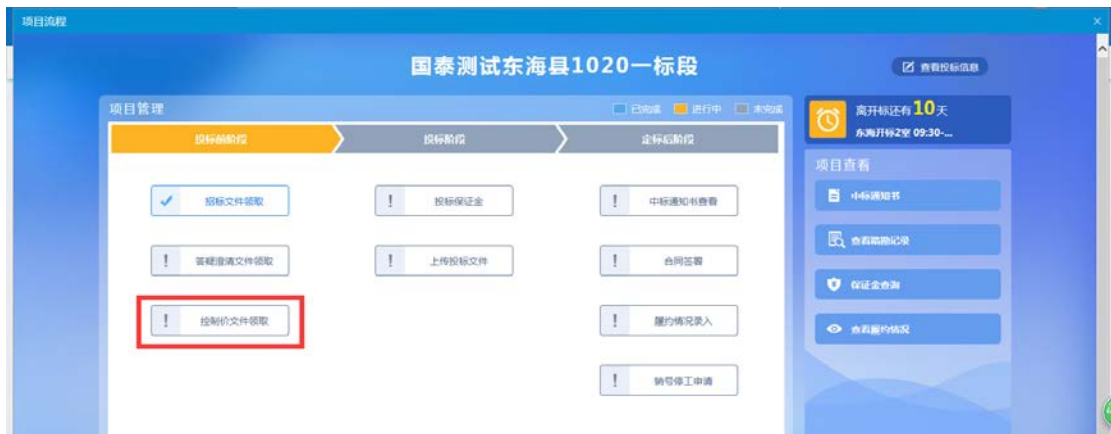 项目流程
国泰测试东海县1020一标段
查看投标信息
项目管理
已完成 进行中 未完成
离开标还有10天
东海开标2室 09:30-...
投标前阶段
投标阶段
定标后阶段
项目查看
招标文件领取
投标保证金
中标通知书查看
中标通知书
答疑澄清文件领取
上传投标文件
合同签署
查看踏勘记录
保证金查询
控制价文件领取
履约情况录入
查看履约情况
销号停工申请